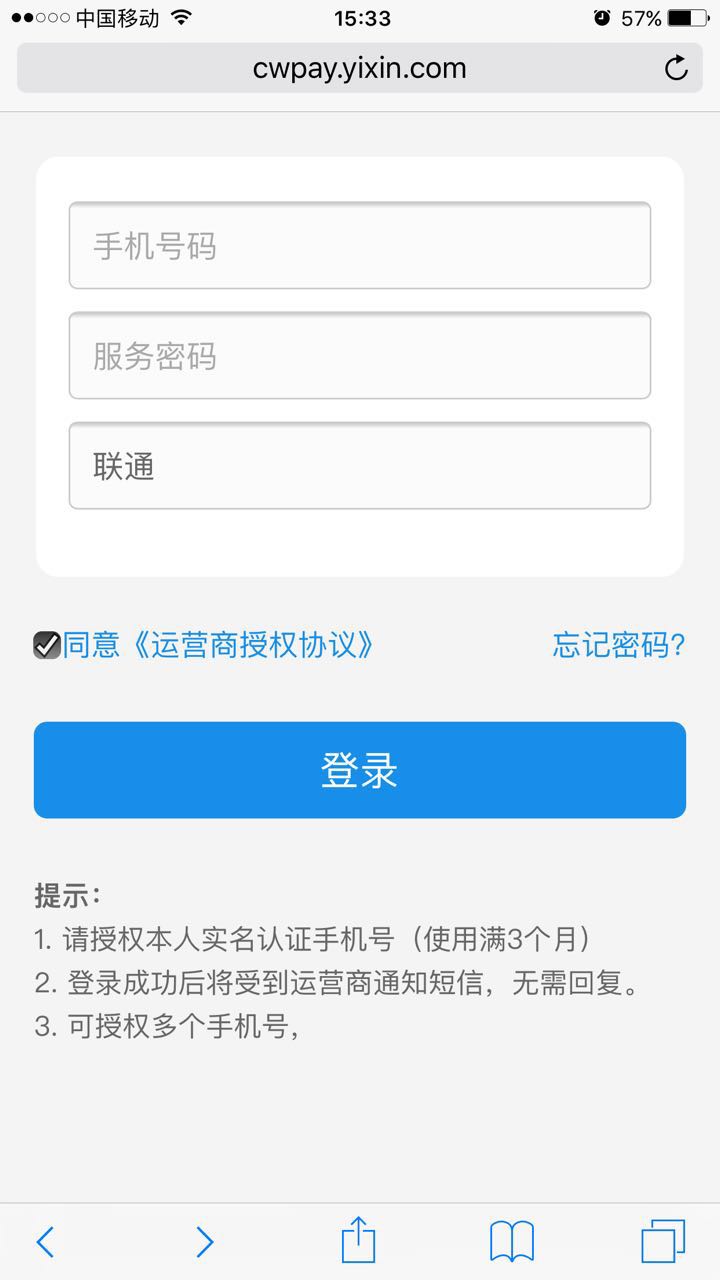 中国移动 15:33 57%
cwpay.yixin.com
手机号码
服务密码
联通
同意《运营商授权协议》 忘记密码?
登录
提示：
1. 请授权本人实名认证手机号（使用满3个月）
2. 登录成功后将受到运营商通知短信，无需回复。
3. 可授权多个手机号，